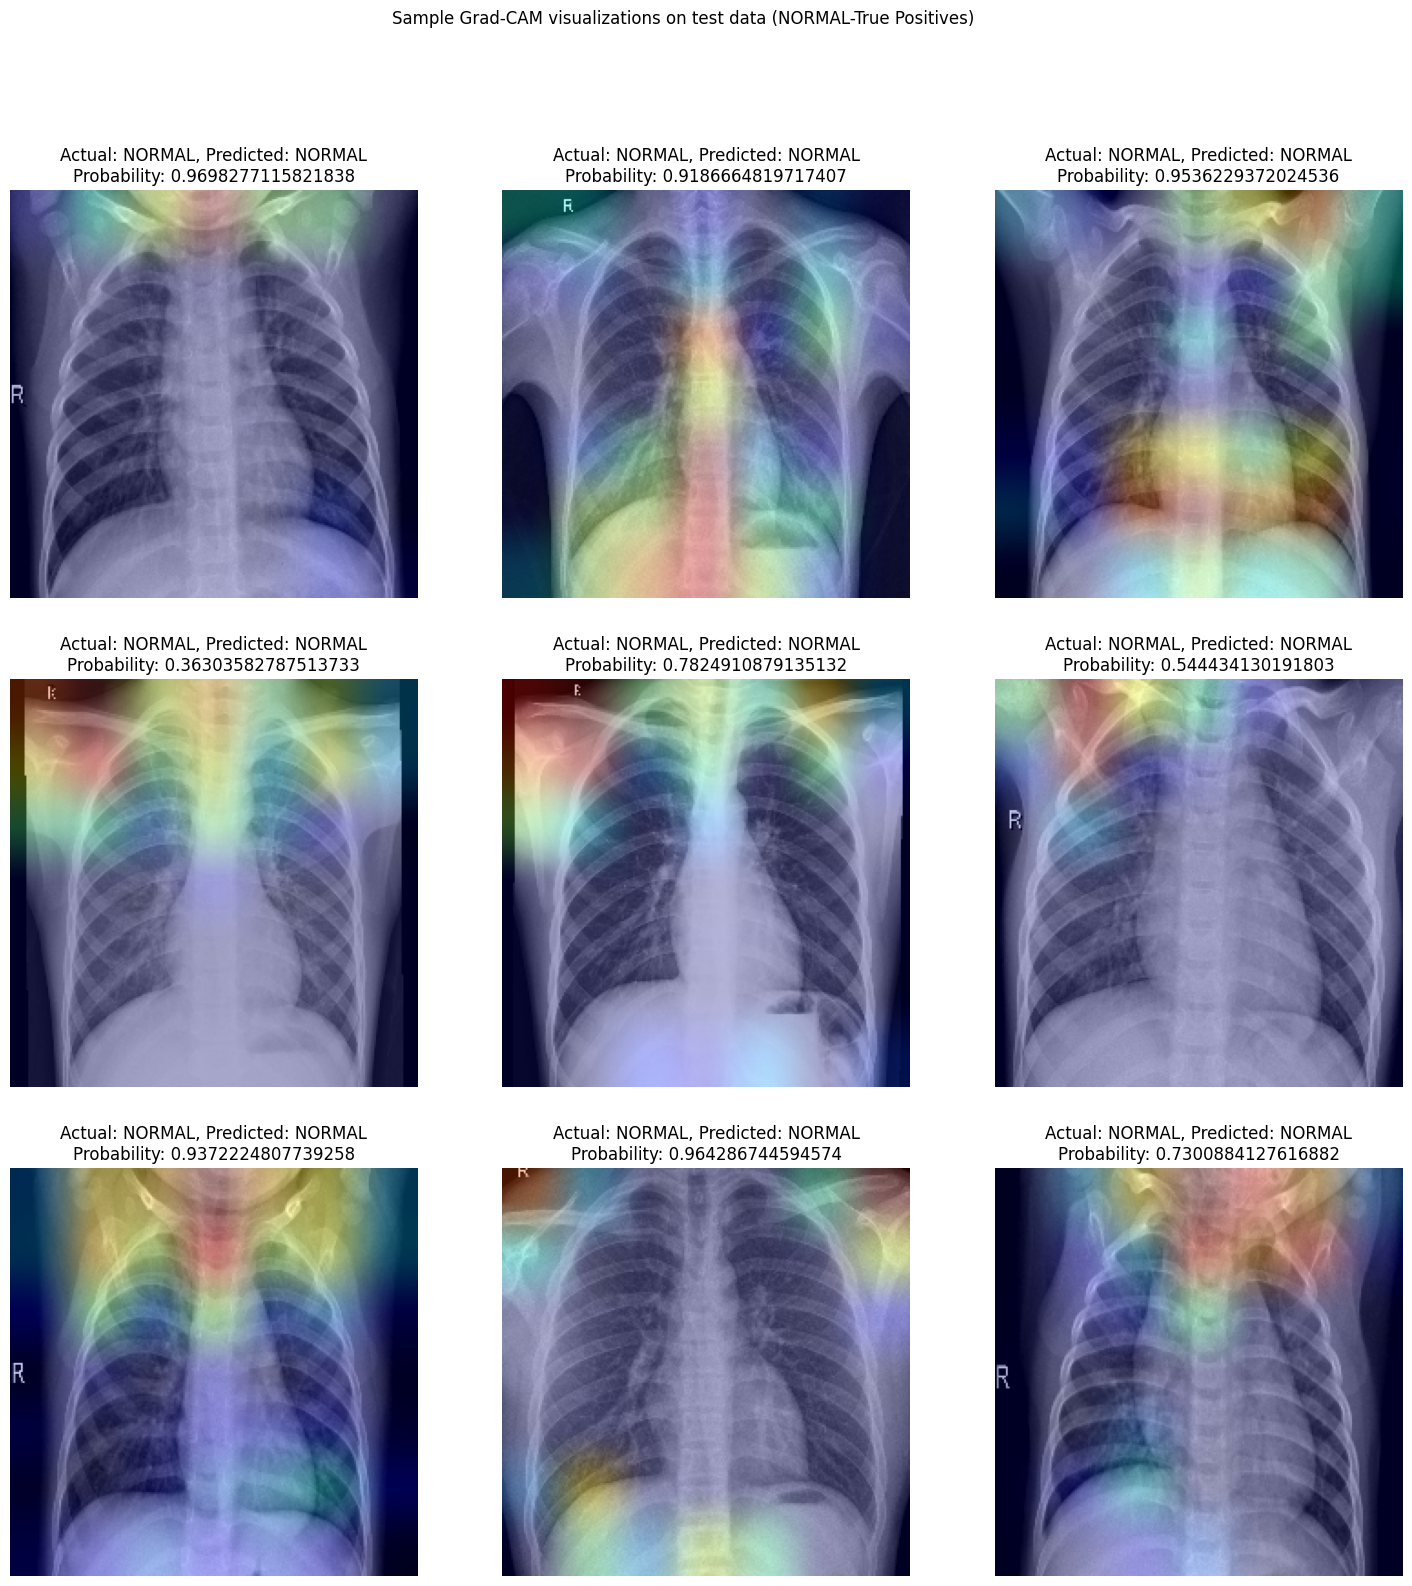 Sample Grad-CAM visualizations on test data (NORMAL-True Positives)
Actual: NORMAL, Predicted: NORMAL
Probability: 0.9698277115821838
Actual: NORMAL, Predicted: NORMAL
Probability: 0.9186664819717407
Actual: NORMAL, Predicted: NORMAL
Probability: 0.9536229372024536
R
R
Actual: NORMAL, Predicted: NORMAL
Probability: 0.36303582787513733
Actual: NORMAL, Predicted: NORMAL
Probability: 0.7824910879135132
Actual: NORMAL, Predicted: NORMAL
Probability: 0.544434130191803
R
Actual: NORMAL, Predicted: NORMAL
Probability: 0.9372224807739258
Actual: NORMAL, Predicted: NORMAL
Probability: 0.964286744594574
Actual: NORMAL, Predicted: NORMAL
Probability: 0.7300884127616882
R
R
R